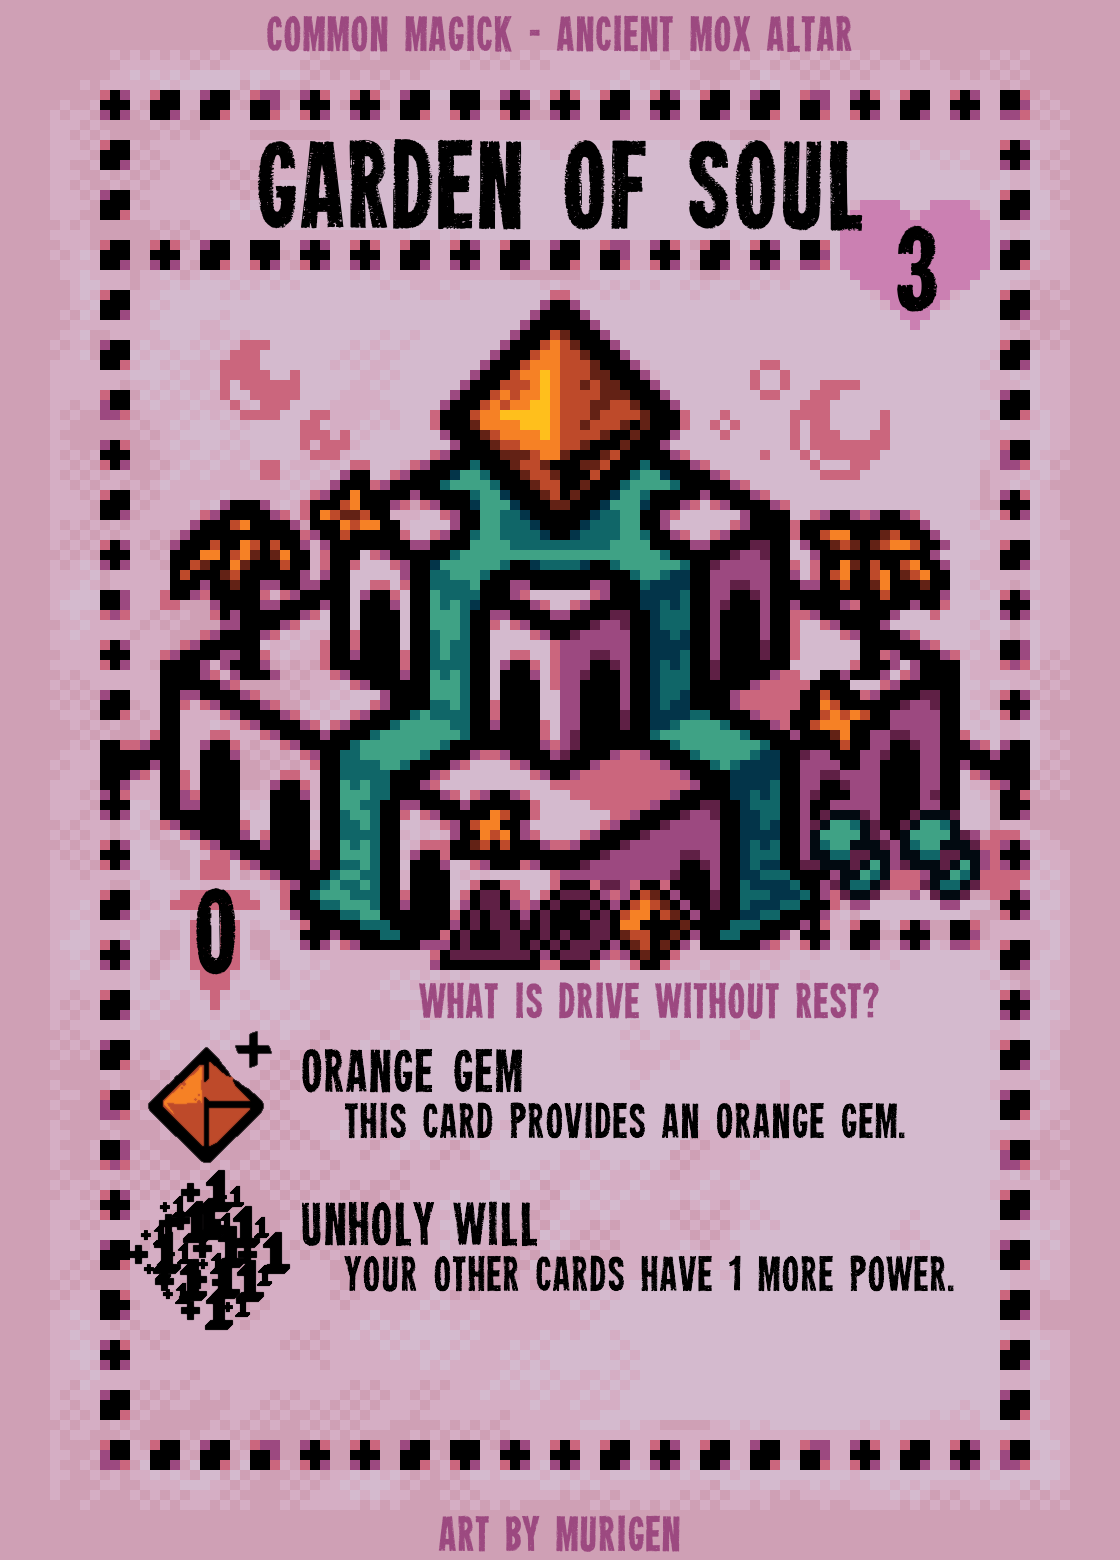 COMMON MAGICK - ANCIENT MOX ALTAR
GARDEN OF SOUL
3
0
WHAT IS DRIVE WITHOUT REST?
+
ORANGE GEM
THIS CARD PROVIDES AN ORANGE GEM.
UNHOLY WILL
YOUR OTHER CARDS HAVE 1 MORE POWER.
ART BY MURIGEN